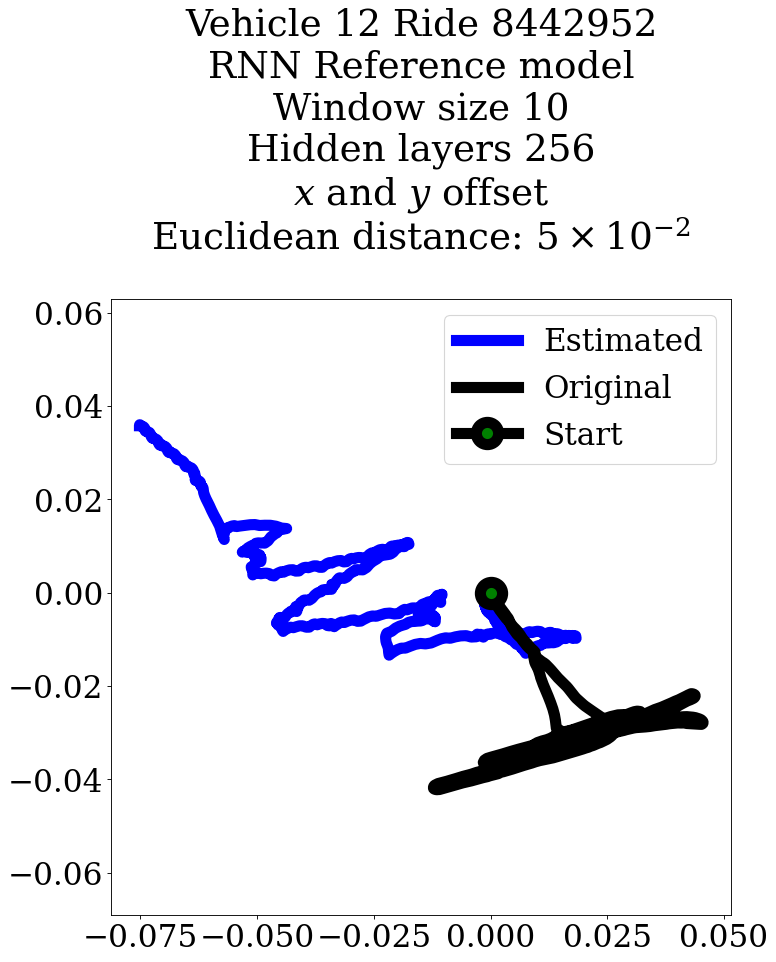 Vehicle 12 Ride 8442952
RNN Reference model
Window size 10
Hidden layers 256
x and y offset
Euclidean distance: 5 × 10⁻²
Estimated
Original
Start
0.06
0.04
0.02
0.00
−0.02
−0.04
−0.06
−0.075 −0.050 −0.025 0.000 0.025 0.050